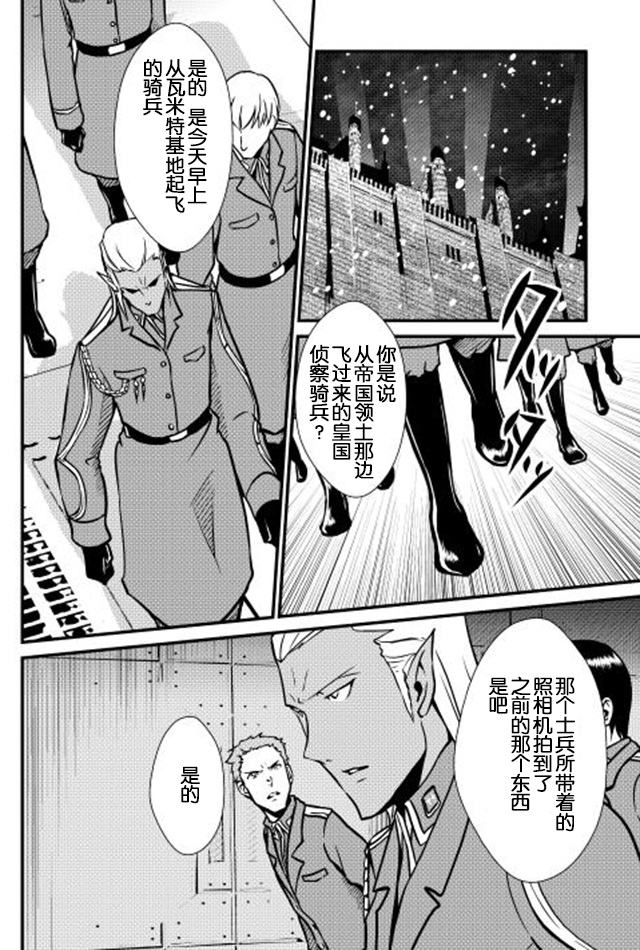 你是说
从帝国领土那边
飞过来的皇国
侦察骑兵？
ダッダッ
是的 是今天早上
从瓦米特基地起飞
的骑兵
那个士兵所带着的
照相机拍到了
之前的那个东西
是吧
是的